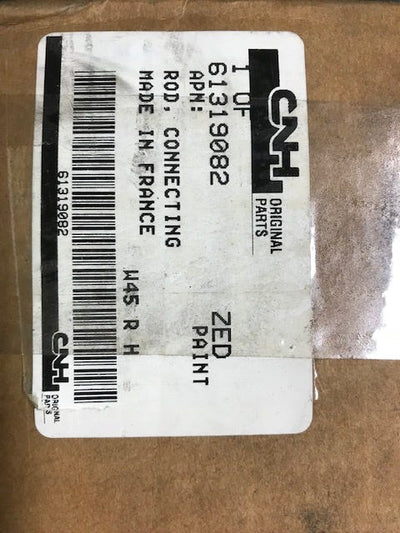 CNH
ORIGINAL
PARTS
1 OF
61319082
APN:
ZED
PAINT
ROD, CONNECTING
MADE IN FRANCE
W45 R H
61319082
CNH
ORIGINAL
PARTS